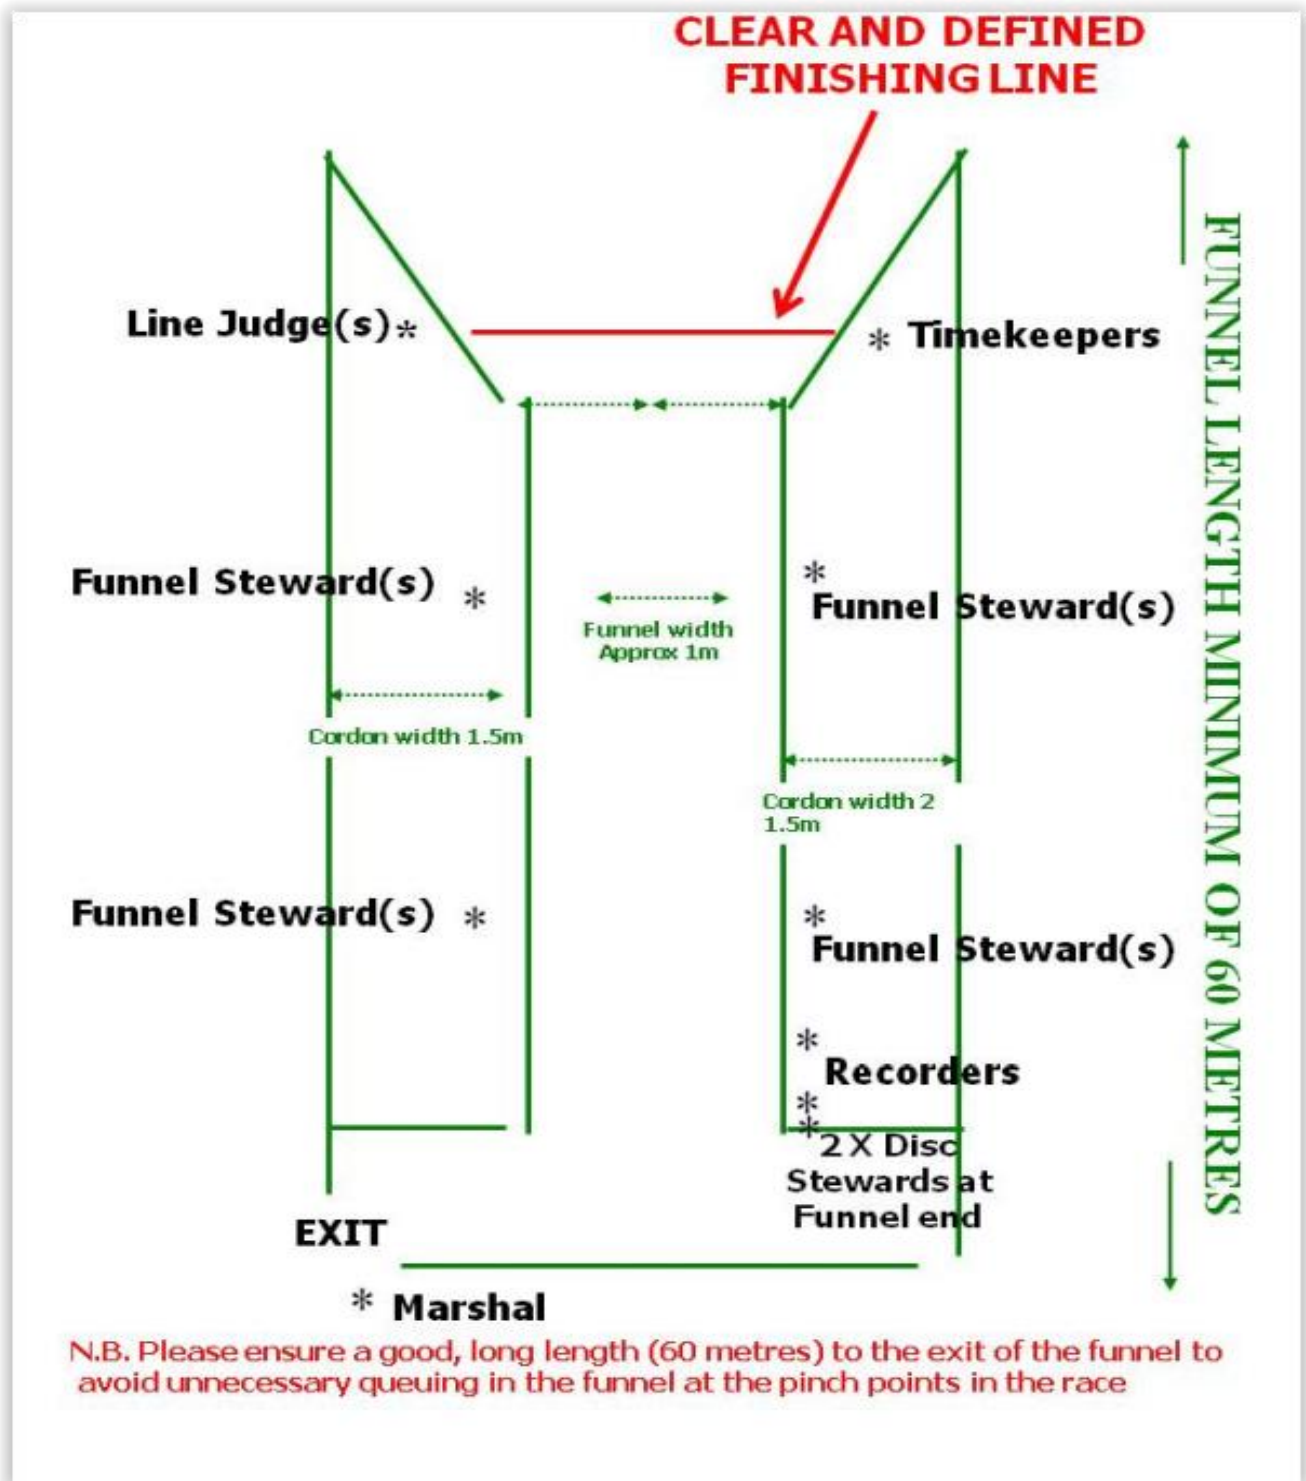 CLEAR AND DEFINED
FINISHING LINE
Line Judge(s)*
* Timekeepers
Funnel Steward(s) *
*
Funnel Steward(s)
Funnel width
Approx 1m
Cordon width 1.5m
Cordon width 2
1.5m
Funnel Steward(s) *
*
Funnel Steward(s)
*
Recorders
*
*
2 X Disc
Stewards at
Funnel end
EXIT
* Marshal
FUNNEL LENGTH MINIMUM OF 60 METRES
N.B. Please ensure a good, long length (60 metres) to the exit of the funnel to
avoid unnecessary queuing in the funnel at the pinch points in the race